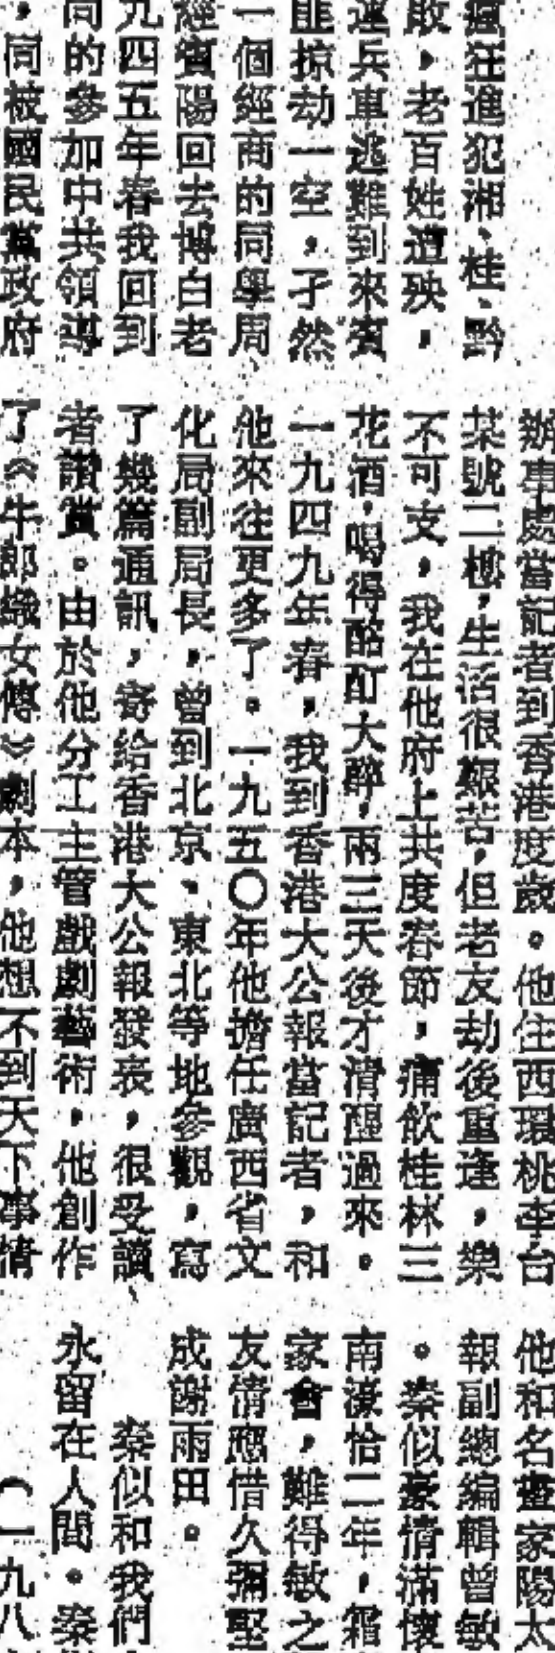 瘋狂進犯湘、桂、黔
敗，老百姓遭殃，
運兵車逃難到來賓
匪掠劫一空，孑然
一個經商的同學周
經賓陽回去博白老
九四五年春我回到
同的參加中共領導
，同被國民黨政府
辦事處當記者到香港度歲。他住西環桃李台
某號二樓，生活很艱苦，但老友劫後重逢，樂
不可支，我在他府上共度春節，痛飲桂林三
花酒，喝得酩酊大醉，兩三天後才清醒過來。
一九四九年春，我到香港大公報當記者，和
他來往更多了。一九五〇年他擔任廣西省文
化局副局長，曾到北京、東北等地參觀，寫
了幾篇通訊，寄給香港大公報發表，很受讀
者讚賞。由於他分工主管戲劇藝術，他創作
了《牛郎織女傳》劇本，他想不到天下事情
他和名畫家陽太
報副總編輯曾敏
。秦似豪情滿懷
南濠恰二年，霜
家會，難得敏之
友情應惜久彌堅
成謝雨田。
秦似和我們
永留在人間。秦
（一九八